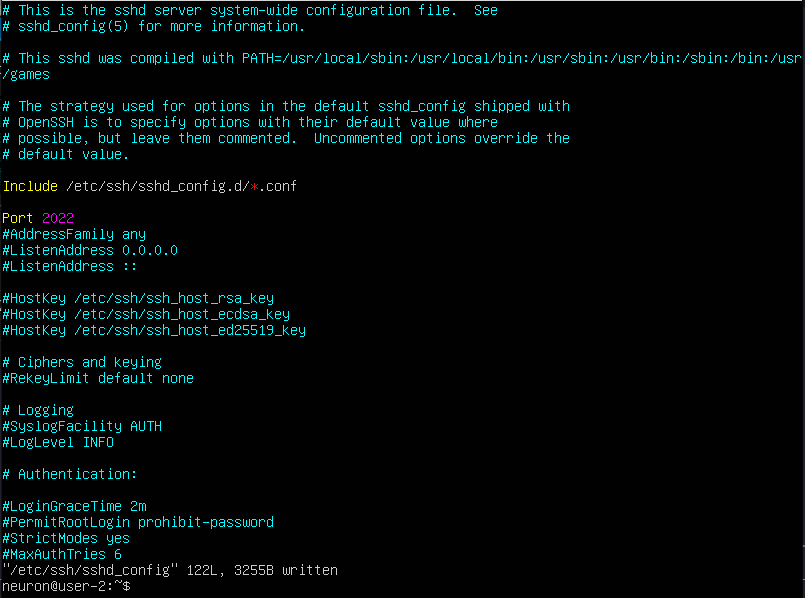 # This is the sshd server system-wide configuration file.  See
# sshd_config(5) for more information.

# This sshd was compiled with PATH=/usr/local/sbin:/usr/local/bin:/usr/sbin:/usr/bin:/sbin:/bin:/usr
/games

# The strategy used for options in the default sshd_config shipped with
# OpenSSH is to specify options with their default value where
# possible, but leave them commented.  Uncommented options override the
# default value.

Include /etc/ssh/sshd_config.d/*.conf

Port 2022
#AddressFamily any
#ListenAddress 0.0.0.0
#ListenAddress ::

#HostKey /etc/ssh/ssh_host_rsa_key
#HostKey /etc/ssh/ssh_host_ecdsa_key
#HostKey /etc/ssh/ssh_host_ed25519_key

# Ciphers and keying
#RekeyLimit default none

# Logging
#SyslogFacility AUTH
#LogLevel INFO

# Authentication:

#LoginGraceTime 2m
#PermitRootLogin prohibit-password
#StrictModes yes
#MaxAuthTries 6
"/etc/ssh/sshd_config" 122L, 3255B written
neuron@user-2:~$